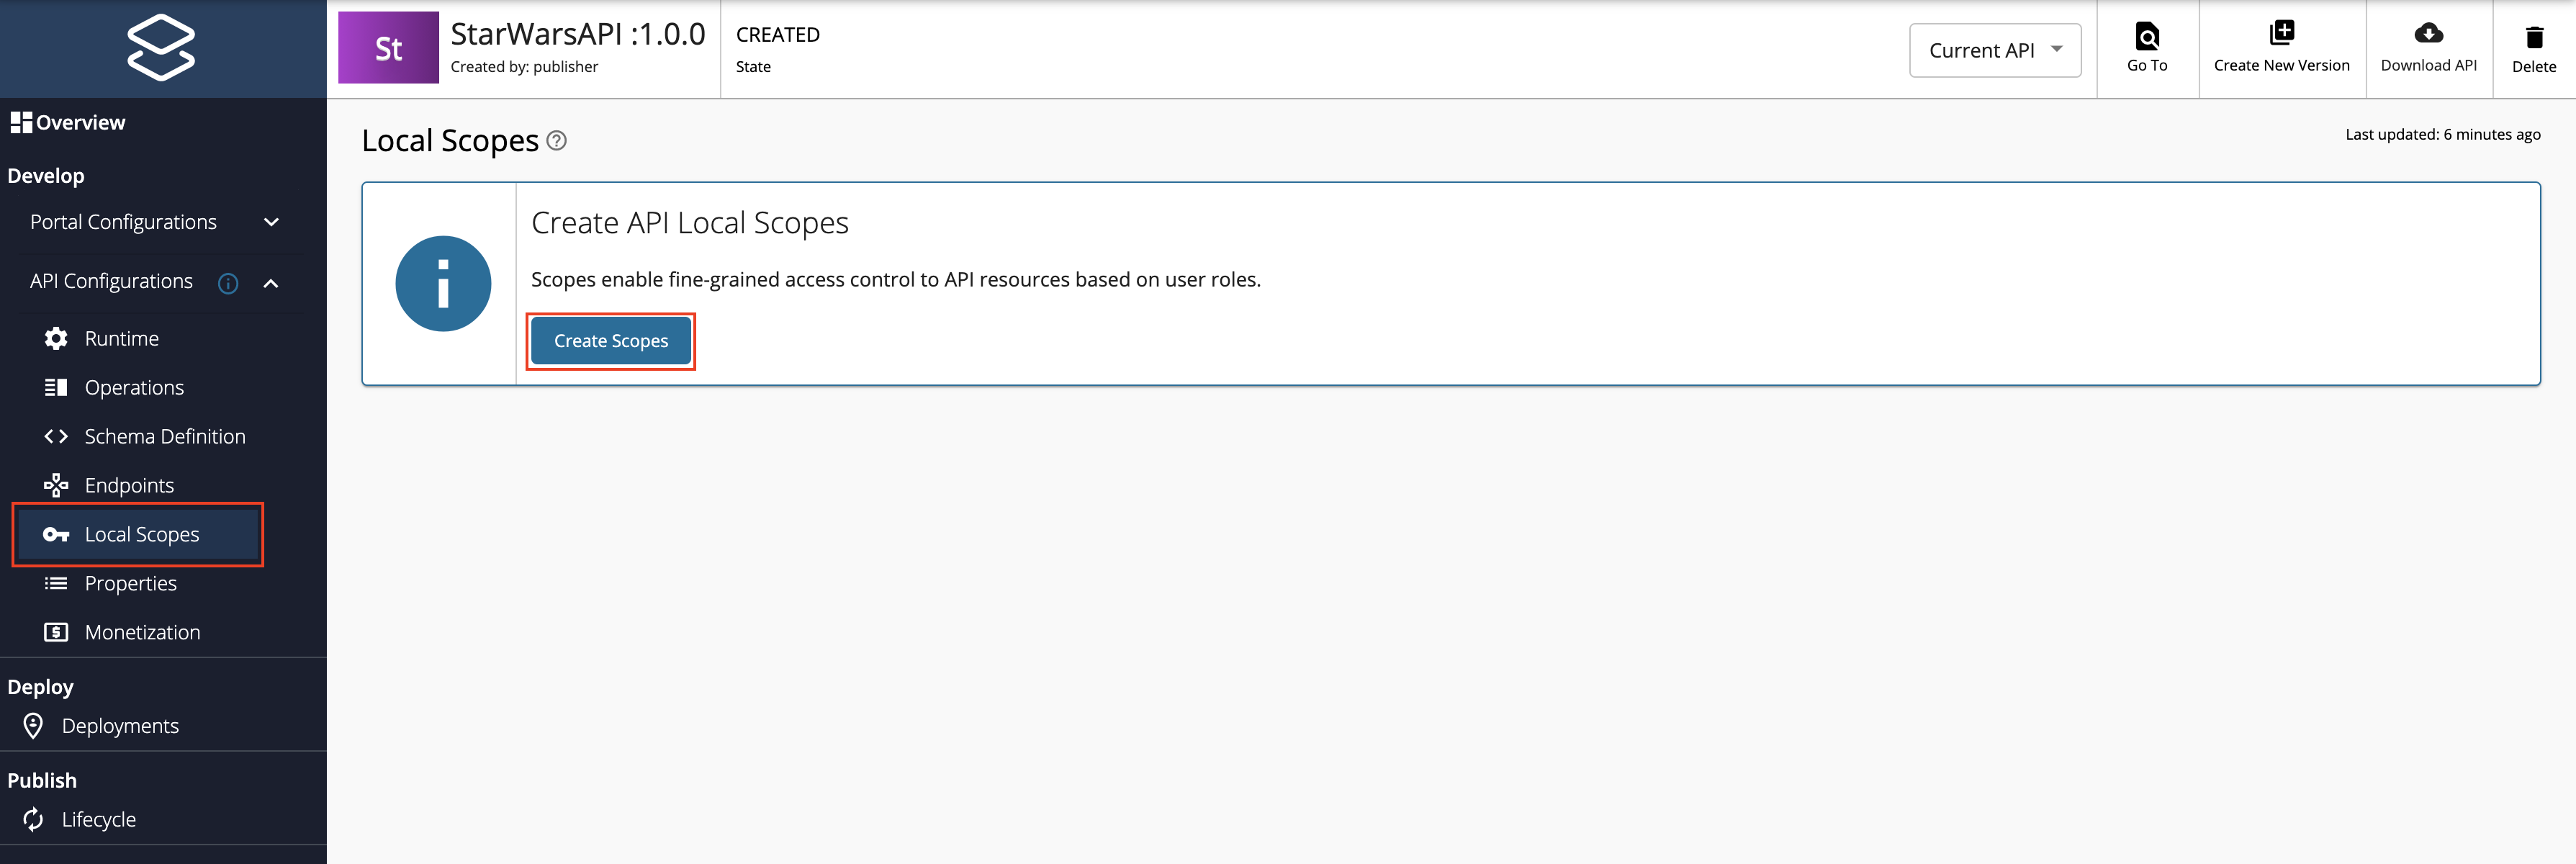 St
StarWarsAPI :1.0.0
Created by: publisher
CREATED
State
Current API
Go To
Create New Version
Download API
Delete
Overview
Develop
Portal Configurations
API Configurations
Runtime
Operations
Schema Definition
Endpoints
Local Scopes
Properties
Monetization
Deploy
Deployments
Publish
Lifecycle
Local Scopes
Last updated: 6 minutes ago
Create API Local Scopes
Scopes enable fine-grained access control to API resources based on user roles.
Create Scopes